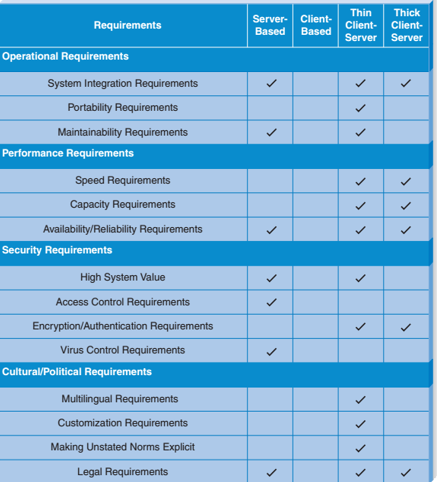 Requirements Server-Based Client-Based Thin Client-Server Thick Client-Server
Operational Requirements
System Integration Requirements ✓ ✓ ✓
Portability Requirements ✓
Maintainability Requirements ✓ ✓
Performance Requirements
Speed Requirements ✓ ✓
Capacity Requirements ✓ ✓
Availability/Reliability Requirements ✓ ✓ ✓
Security Requirements
High System Value ✓ ✓
Access Control Requirements ✓
Encryption/Authentication Requirements ✓ ✓
Virus Control Requirements ✓
Cultural/Political Requirements
Multilingual Requirements ✓
Customization Requirements ✓
Making Unstated Norms Explicit ✓
Legal Requirements ✓ ✓ ✓